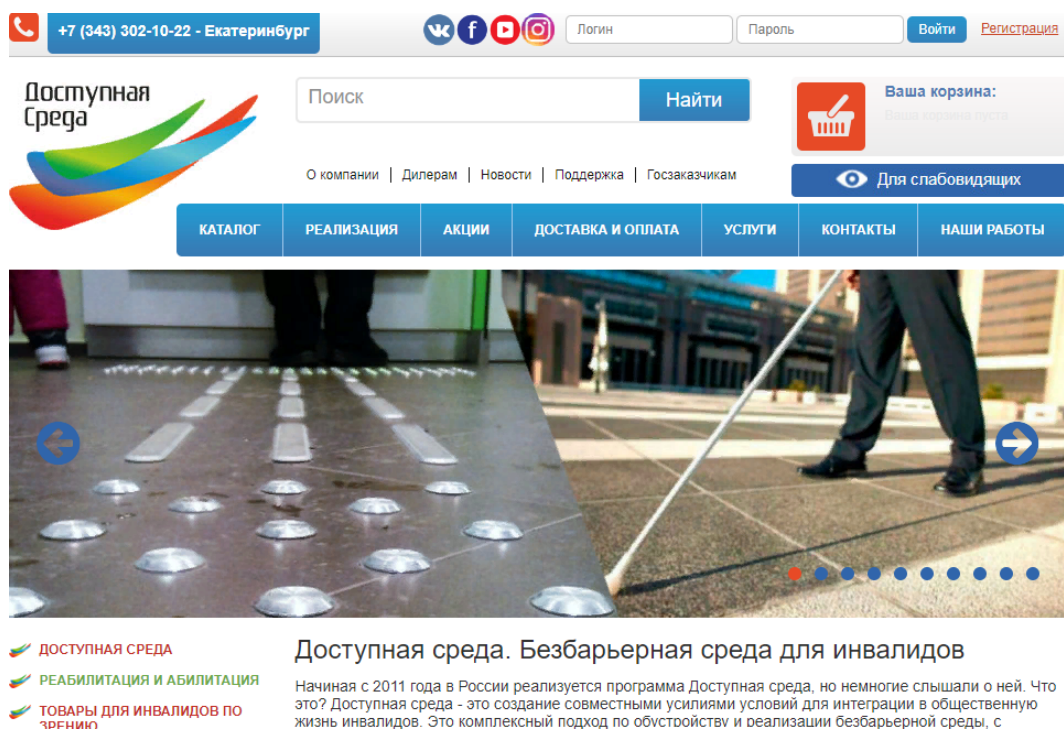 +7 (343) 302-10-22 - Екатеринбург
Логин
Пароль
Войти
Регистрация
Доступная
Среда
Поиск
Найти
Ваша корзина:
Ваша корзина пуста
О компании | Дилерам | Новости | Поддержка | Госзаказчикам
Для слабовидящих
КАТАЛОГ
РЕАЛИЗАЦИЯ
АКЦИИ
ДОСТАВКА И ОПЛАТА
УСЛУГИ
КОНТАКТЫ
НАШИ РАБОТЫ
ДОСТУПНАЯ СРЕДА
РЕАБИЛИТАЦИЯ И АБИЛИТАЦИЯ
ТОВАРЫ ДЛЯ ИНВАЛИДОВ ПО
ЗРЕНИЮ
Доступная среда. Безбарьерная среда для инвалидов
Начиная с 2011 года в России реализуется программа Доступная среда, но немногие слышали о ней. Что
это? Доступная среда - это создание совместными усилиями условий для интеграции в общественную
жизнь инвалидов. Это комплексный подход по обустройству и реализации безбарьерной среды, с